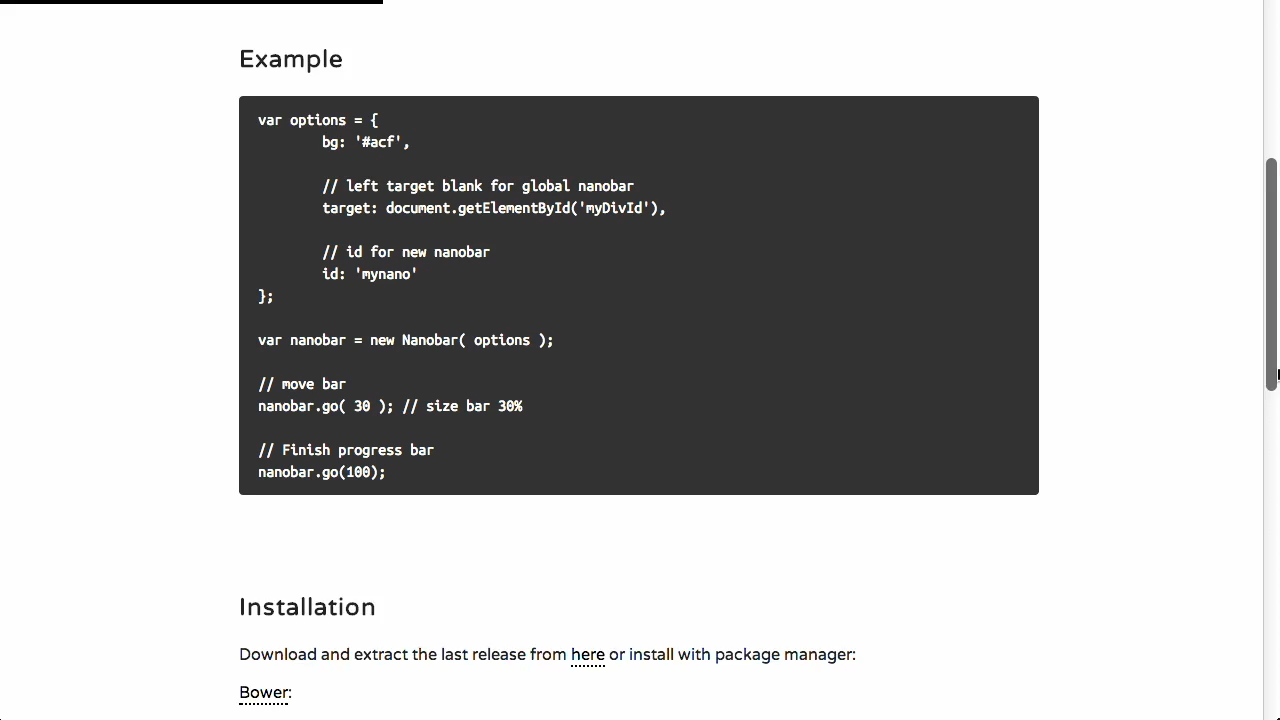 Example
var options = {
bg: '#acf',
// left target blank for global nanobar
target: document.getElementById('myDivId'),
// id for new nanobar
id: 'mynano'
};
var nanobar = new Nanobar( options );
// move bar
nanobar.go( 30 ); // size bar 30%
// Finish progress bar
nanobar.go(100);
Installation
Download and extract the last release from here or install with package manager:
Bower: